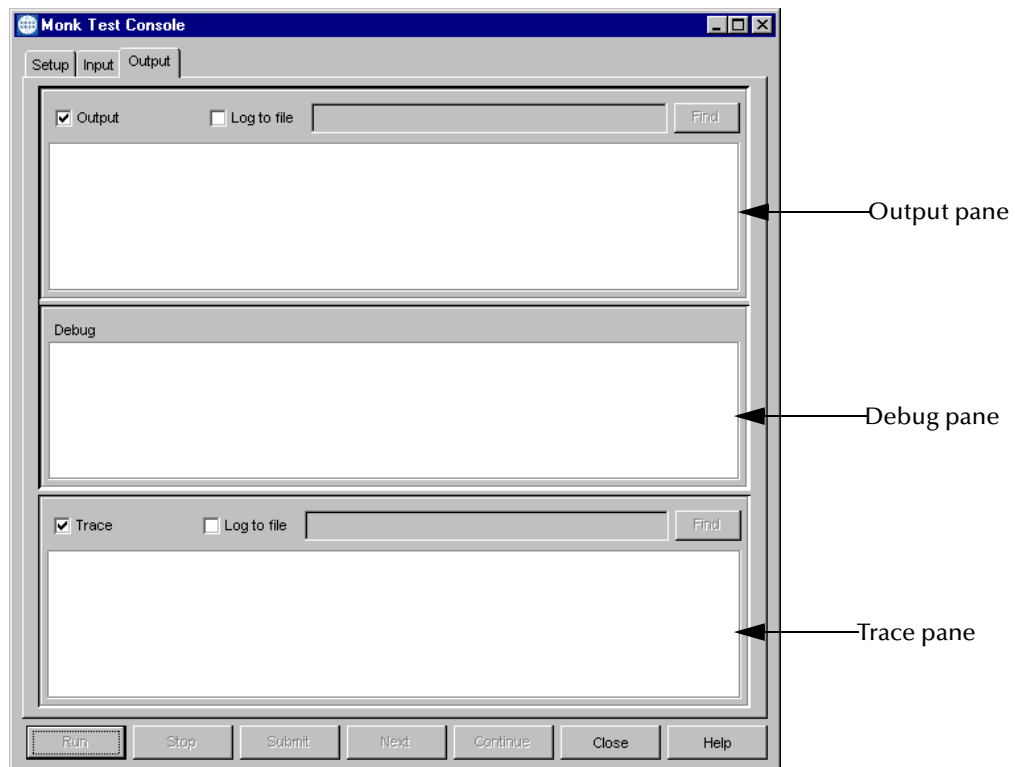 Monk Test Console
Setup Input Output
Output Log to file Find
Output pane
Debug
Debug pane
Trace Log to file Find
Trace pane
Run Stop Submit Next Continue Close Help